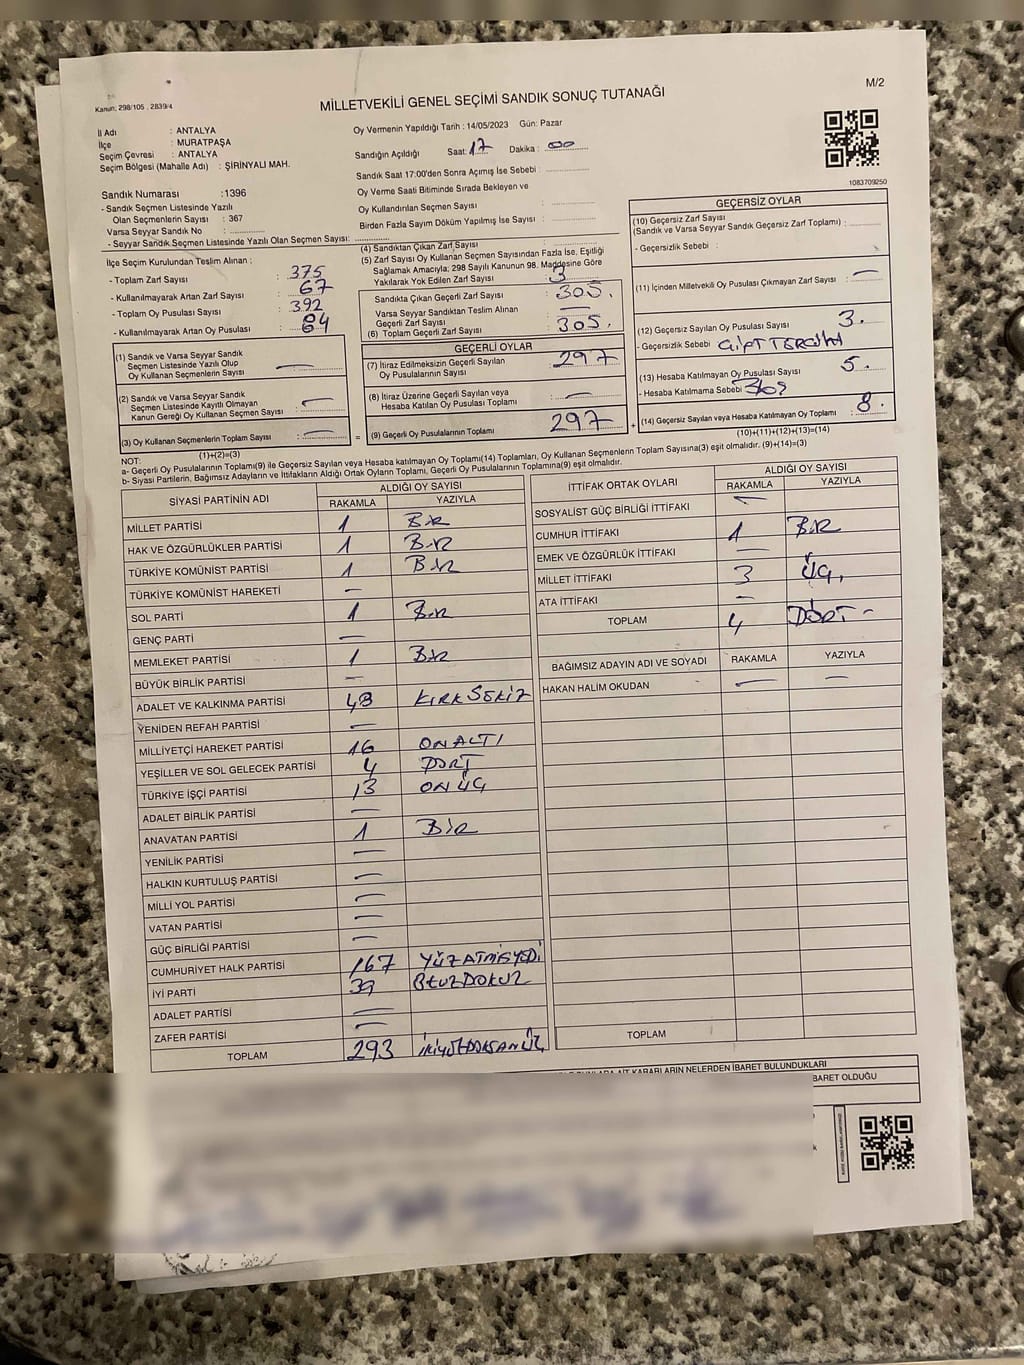 Kanun: 298/105 , 2839/4
M/2
MİLLETVEKİLİ GENEL SEÇİMİ SANDIK SONUÇ TUTANAĞI
İl Adı : ANTALYA
İlçe : MURATPAŞA
Seçim Çevresi : ANTALYA
Seçim Bölgesi (Mahalle Adı) : ŞİRİNYALI MAH.
Oy Vermenin Yapıldığı Tarih : 14/05/2023 Gün: Pazar
Sandığın Açıldığı Saat: 17 Dakika : 00
Sandık Saat 17:00'den Sonra Açımış İse Sebebi :
Oy Verme Saati Bitiminde Sırada Bekleyen ve
Oy Kullandırılan Seçmen Sayısı :
Birden Fazla Sayım Döküm Yapılmış İse Sayısı :
1083709250
Sandık Numarası :1396
- Sandık Seçmen Listesinde Yazılı
Olan Seçmenlerin Sayısı : 367
Varsa Seyyar Sandık No :
- Seyyar Sandık Seçmen Listesinde Yazılı Olan Seçmen Sayısı:
İlçe Seçim Kurulundan Teslim Alınan :
- Toplam Zarf Sayısı : 375
- Kullanılmayarak Artan Zarf Sayısı : 67
- Toplam Oy Pusulası Sayısı : 392
- Kullanılmayarak Artan Oy Pusulası : 84
(4) Sandıktan Çıkan Zarf Sayısı :
(5) Zarf Sayısı Oy Kullanan Seçmen Sayısından Fazla İse, Eşitliği
Sağlamak Amacıyla; 298 Sayılı Kanunun 98. Maddesine Göre
Yakılarak Yok Edilen Zarf Sayısı : 3
Sandıkta Çıkan Geçerli Zarf Sayısı : 305.
Varsa Seyyar Sandıktan Teslim Alınan
Geçerli Zarf Sayısı :
(6) Toplam Geçerli Zarf Sayısı : 305.
GEÇERSİZ OYLAR
(10) Geçersiz Zarf Sayısı
(Sandık ve Varsa Seyyar Sandık Geçersiz Zarf Toplamı) :
- Geçersizlik Sebebi :
(11) İçinden Milletvekili Oy Pusulası Çıkmayan Zarf Sayısı : —
(12) Geçersiz Sayılan Oy Pusulası Sayısı : 3.
- Geçersizlik Sebebi : ÇİFT TERCİH
(13) Hesaba Katılmayan Oy Pusulası Sayısı : 5.
- Hesaba Katılmama Sebebi :
(14) Geçersiz Sayılan veya Hesaba Katılmayan Oy Toplamı : 8.
(10)+(11)+(12)+(13)=(14)
(1) Sandık ve Varsa Seyyar Sandık
Seçmen Listesinde Yazılı Olup
Oy Kullanan Seçmenlerin Sayısı : —
(2) Sandık ve Varsa Seyyar Sandık
Seçmen Listesinde Kayıtlı Olmayan
Kanun Gereği Oy Kullanan Seçmen Sayısı : —
(3) Oy Kullanan Seçmenlerin Toplam Sayısı : —
(1)+(2)=(3)
GEÇERLİ OYLAR
(7) İtiraz Edilmeksizin Geçerli Sayılan
Oy Pusulalarının Sayısı : 297
(8) İtiraz Üzerine Geçerli Sayılan veya
Hesaba Katılan Oy Pusulası Toplamı : —
(9) Geçerli Oy Pusulalarının Toplamı : 297
NOT:
a- Geçerli Oy Pusulalarının Toplamı(9) ile Geçersiz Sayılan veya Hesaba katılmayan Oy Toplamı(14) Toplamları, Oy Kullanan Seçmenlerin Toplam Sayısına(3) eşit olmalıdır. (9)+(14)=(3)
b- Siyasi Partilerin, Bağımsız Adayların ve İttifakların Aldığı Ortak Oyların Toplamı, Geçerli Oy Pusulalarının Toplamına(9) eşit olmalıdır.
SİYASİ PARTİNİN ADI ALDIĞI OY SAYISI
RAKAMLA YAZIYLA
MİLLET PARTİSİ 1 BİR
HAK VE ÖZGÜRLÜKLER PARTİSİ 1 BİR
TÜRKİYE KOMÜNİST PARTİSİ 1 BİR
TÜRKİYE KOMÜNİST HAREKETİ —
SOL PARTİ 1 BİR
GENÇ PARTİ —
MEMLEKET PARTİSİ 1 BİR
BÜYÜK BİRLİK PARTİSİ —
ADALET VE KALKINMA PARTİSİ 48 KIRKSEKİZ
YENİDEN REFAH PARTİSİ —
MİLLİYETÇİ HAREKET PARTİSİ 16 ONALTI
YEŞİLLER VE SOL GELECEK PARTİSİ 4 DÖRT
TÜRKİYE İŞÇİ PARTİSİ 13 ONÜÇ
ADALET BİRLİK PARTİSİ —
ANAVATAN PARTİSİ 1 BİR
YENİLİK PARTİSİ —
HALKIN KURTULUŞ PARTİSİ —
MİLLİ YOL PARTİSİ —
VATAN PARTİSİ —
GÜÇ BİRLİĞİ PARTİSİ —
CUMHURİYET HALK PARTİSİ 167 YÜZATMIŞYEDİ
İYİ PARTİ 39 OTUZDOKUZ
ADALET PARTİSİ —
ZAFER PARTİSİ —
TOPLAM 293 İKİYÜZDOKSANÜÇ
İTTİFAK ORTAK OYLARI ALDIĞI OY SAYISI
RAKAMLA YAZIYLA
SOSYALİST GÜÇ BİRLİĞİ İTTİFAKI —
CUMHUR İTTİFAKI 1 BİR
EMEK VE ÖZGÜRLÜK İTTİFAKI —
MİLLET İTTİFAKI 3 ÜÇ.
ATA İTTİFAKI —
TOPLAM 4 DÖRT -
BAĞIMSIZ ADAYIN ADI VE SOYADI RAKAMLA YAZIYLA
HAKAN HALİM OKUDAN — —
TOPLAM
AİT KARARLARIN NELERDEN İBARET BULUNDUKLARI
BARET OLDUĞU